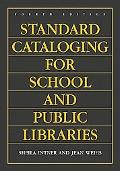 FOURTH EDITION
STANDARD
CATALOGING
FOR
SCHOOL
AND
PUBLIC
LIBRARIES
SHEILA INTNER AND JEAN WEIHS